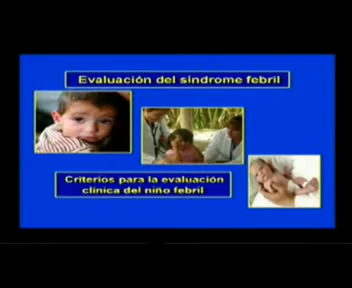 Evaluación del síndrome febril
Criterios para la evaluación
clínica del niño febril